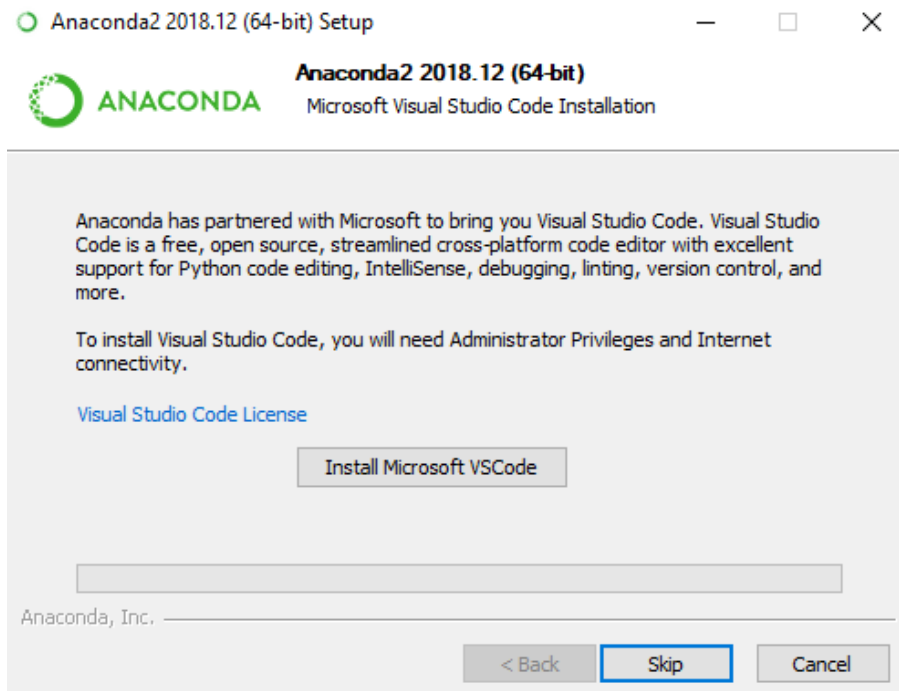 Anaconda2 2018.12 (64-bit) Setup
ANACONDA
Anaconda2 2018.12 (64-bit)
Microsoft Visual Studio Code Installation
Anaconda has partnered with Microsoft to bring you Visual Studio Code. Visual Studio
Code is a free, open source, streamlined cross-platform code editor with excellent
support for Python code editing, IntelliSense, debugging, linting, version control, and
more.
To install Visual Studio Code, you will need Administrator Privileges and Internet
connectivity.
Visual Studio Code License
Install Microsoft VSCode
Anaconda, Inc.
< Back
Skip
Cancel